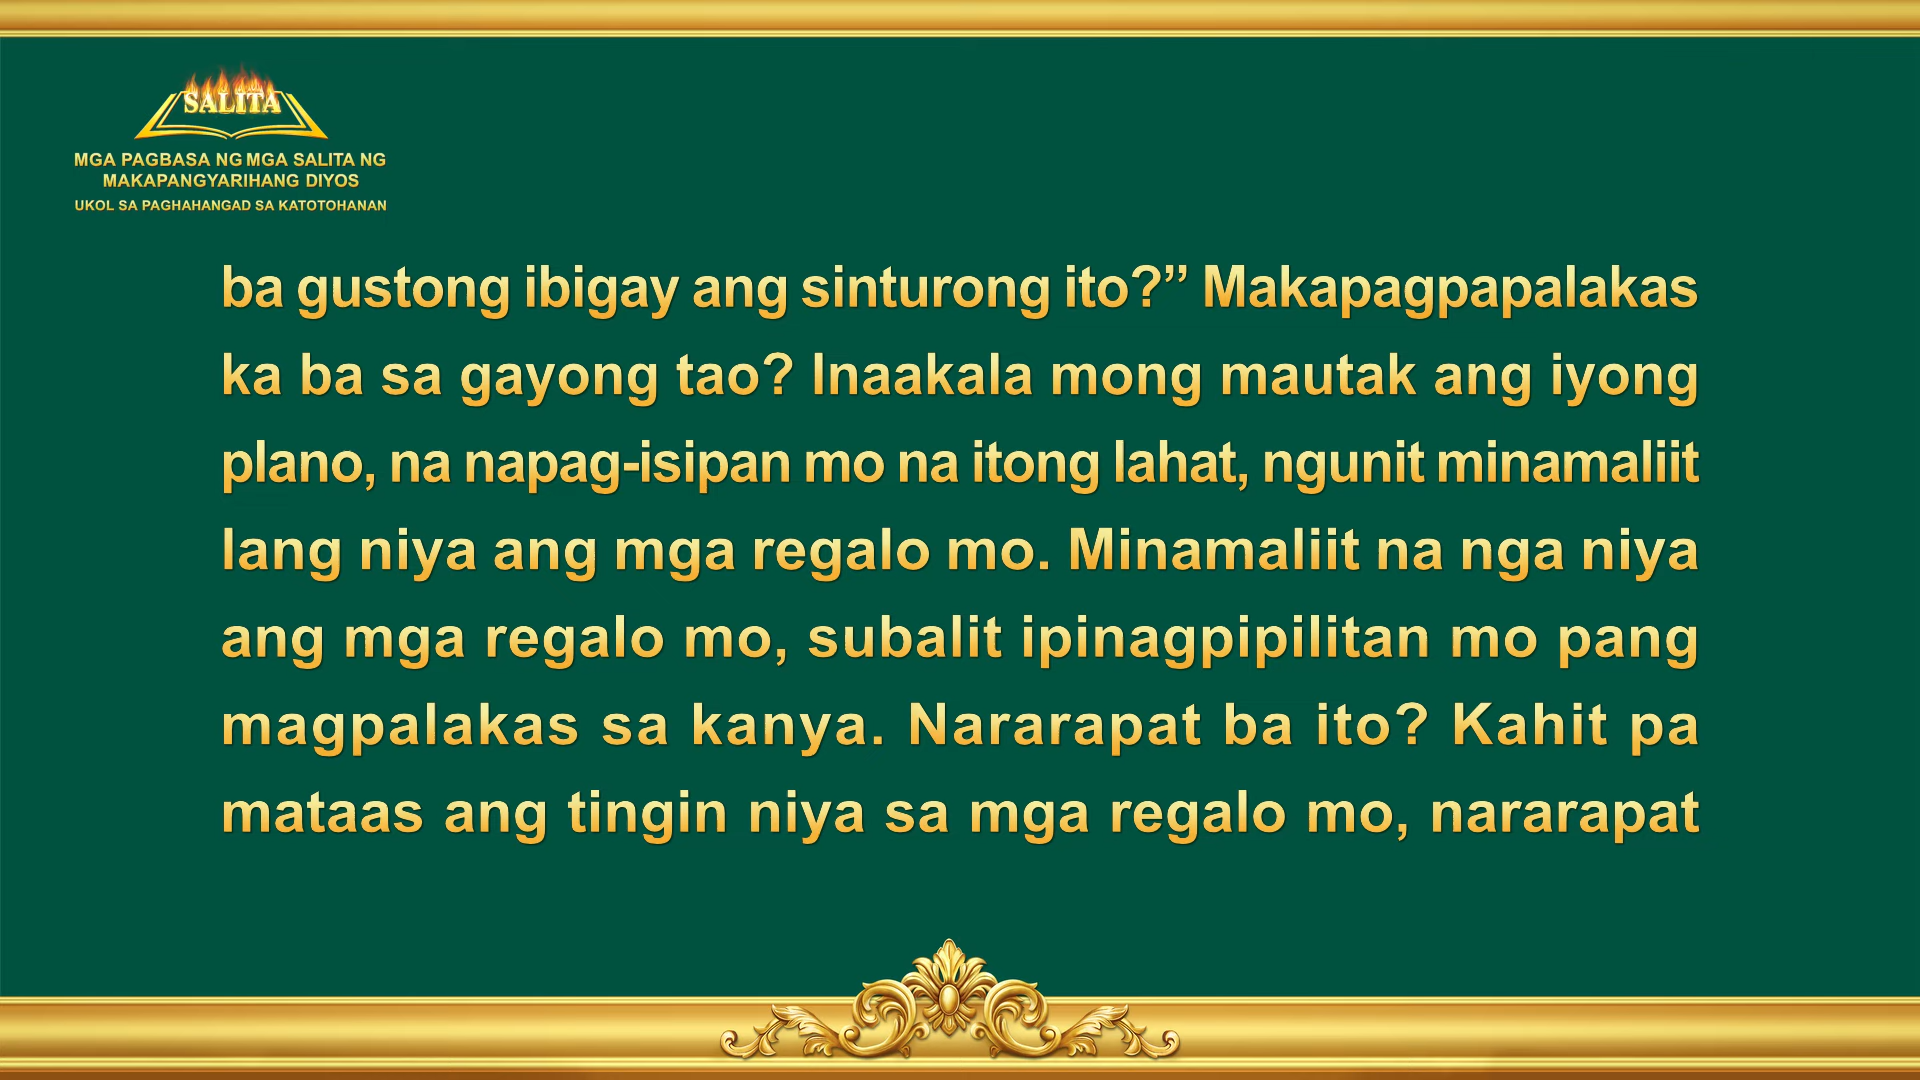 SALITA
MGA PAGBASA NG MGA SALITA NG
MAKAPANGYARIHANG DIYOS
UKOL SA PAGHAHANGAD SA KATOTOHANAN
ba gustong ibigay ang sinturong ito?” Makapagpapalakas
ka ba sa gayong tao? Inaakala mong mautak ang iyong
plano, na napag-isipan mo na itong lahat, ngunit minamaliit
lang niya ang mga regalo mo. Minamaliit na nga niya
ang mga regalo mo, subalit ipinagpipilitan mo pang
magpalakas sa kanya. Nararapat ba ito? Kahit pa
mataas ang tingin niya sa mga regalo mo, nararapat